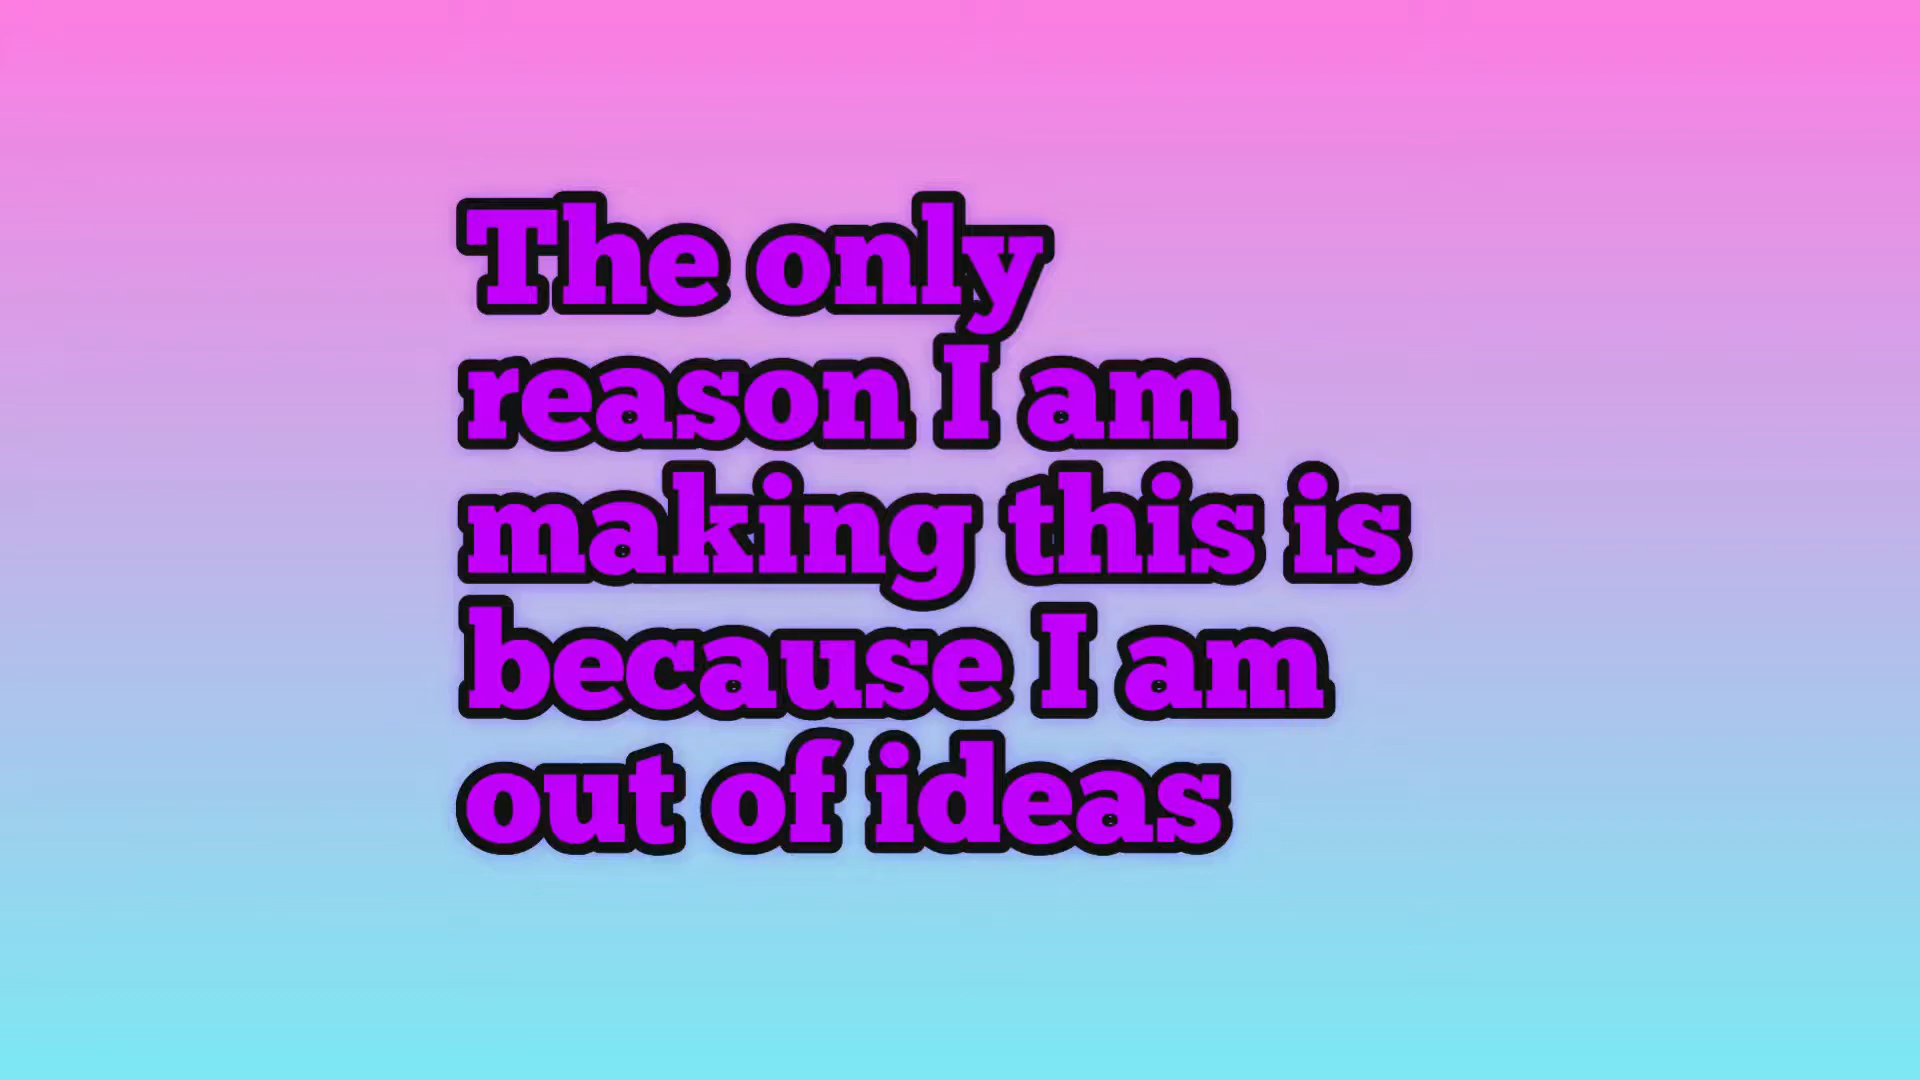 The only
reason I am
making this is
because I am
out of ideas